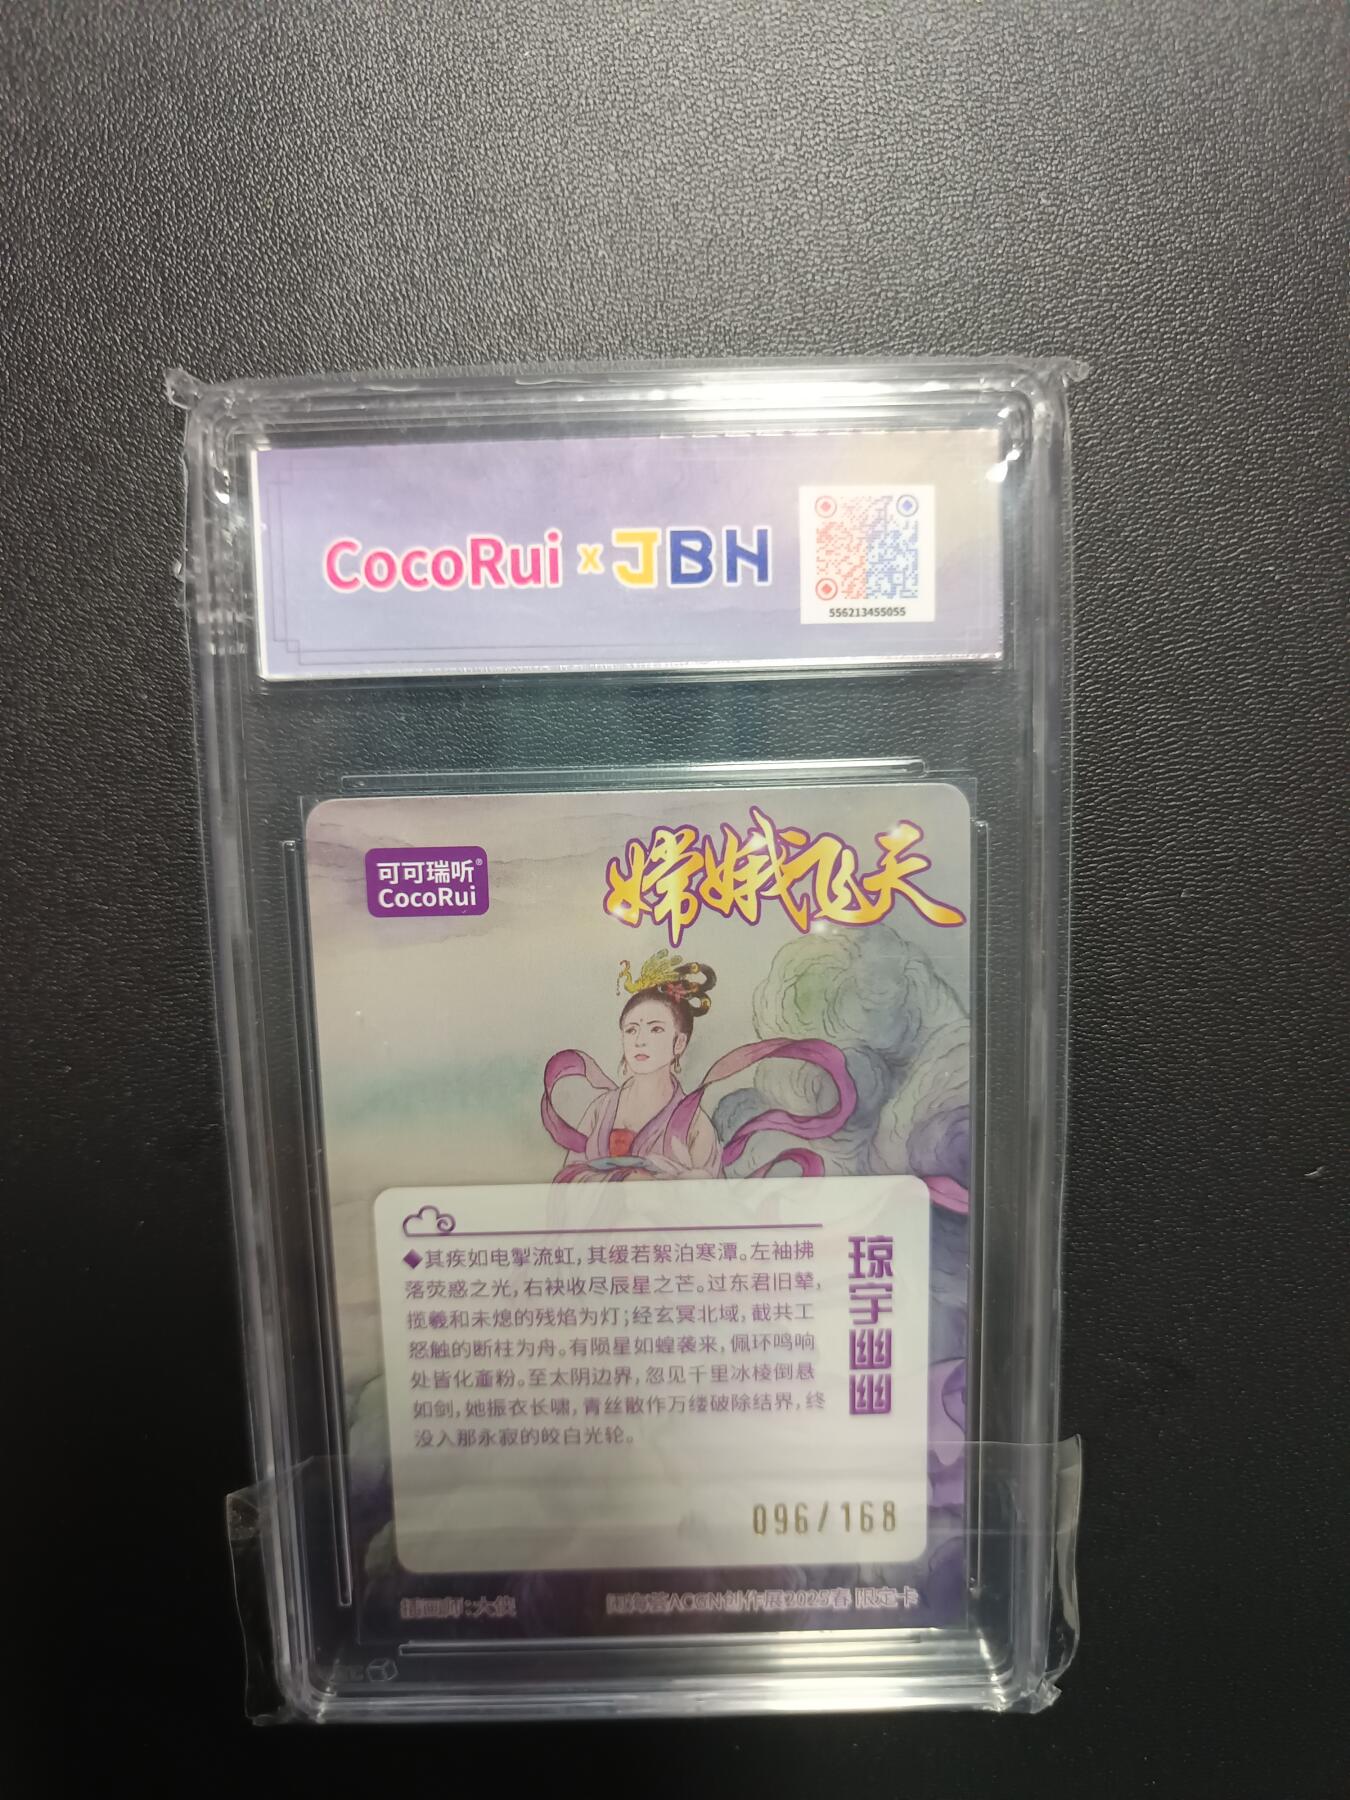 CocoRui x JBH
556213455055
可可瑞听®
CocoRui
嫦娥飞天
◆其疾如电掣流虹，其缓若絮泊寒潭。左袖拂
落荧惑之光，右袂收尽辰星之芒。过东君旧辇，
揽羲和未熄的残焰为灯；经玄冥北域，截共工
怒触的断柱为舟。有陨星如蝗袭来，佩环鸣响
处皆化齑粉。至太阴边界，忽见千里冰棱倒悬
如剑，她振衣长啸，青丝散作万缕破除结界，终
没入那永寂的皎白光轮。
琼宇幽幽
096/168
插画师：大侠
ACGN创作展2025春 限定卡